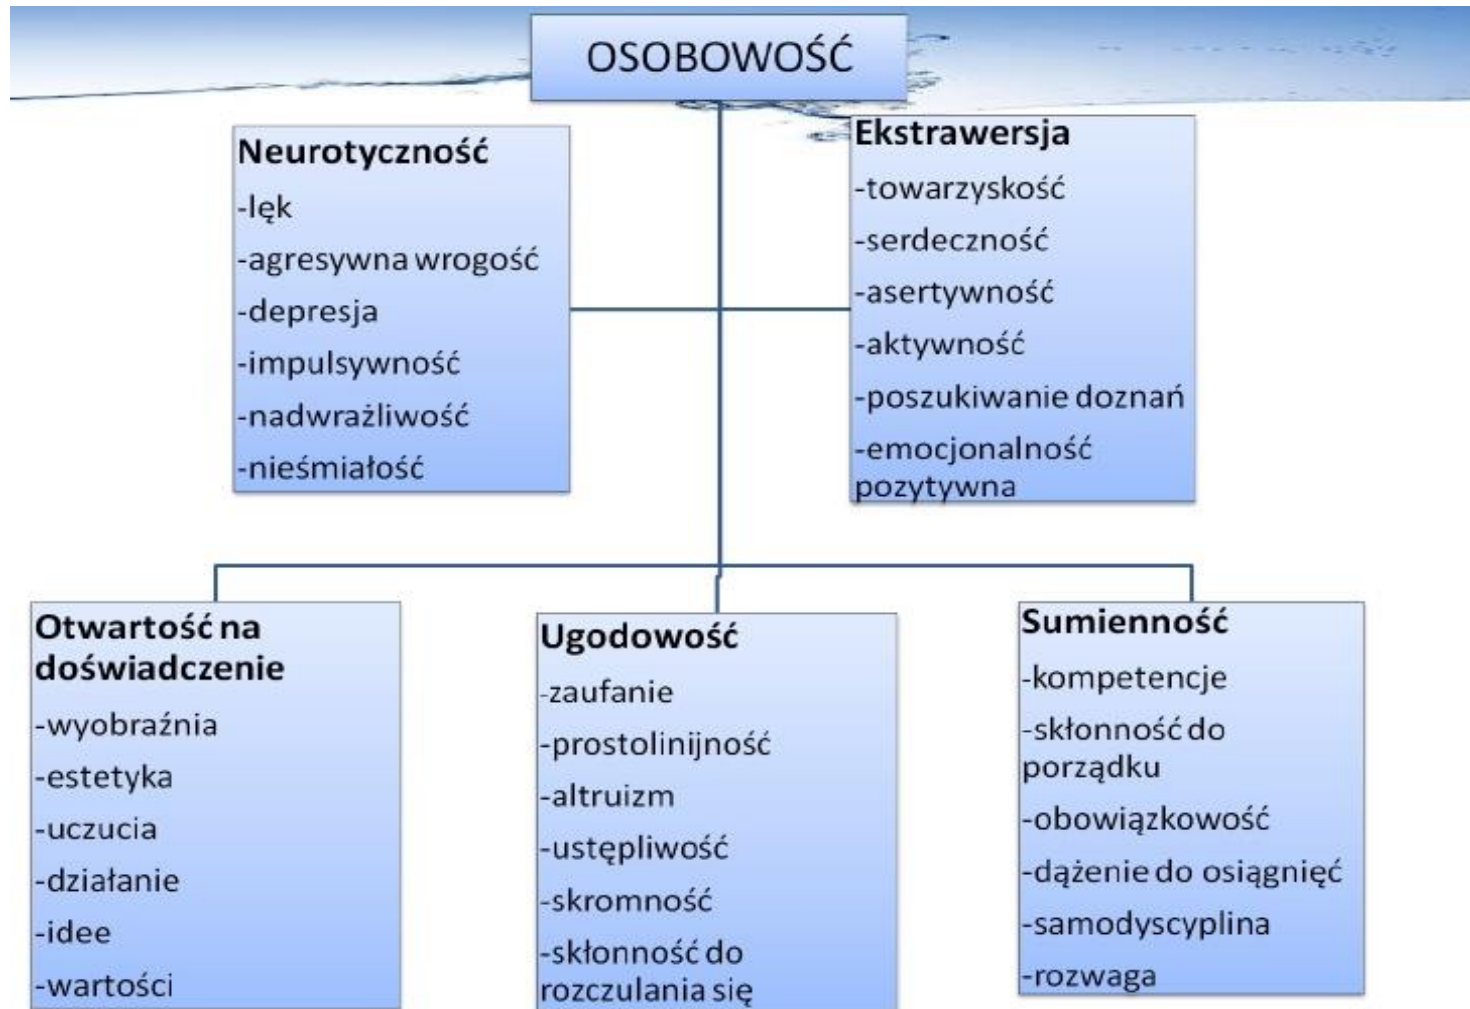 OSOBOWOŚĆ
Neurotyczność
-lęk
-agresywna wrogość
-depresja
-impulsywność
-nadwrażliwość
-nieśmiałość
Ekstrawersja
-towarzyskość
-serdeczność
-asertywność
-aktywność
-poszukiwanie doznań
-emocjonalność
pozytywna
Otwartość na
doświadczenie
-wyobraźnia
-estetyka
-uczucia
-działanie
-idee
-wartości
Ugodowość
-zaufanie
-prostolinijność
-altruizm
-ustępliwość
-skromność
-skłonność do
rozczulania się
Sumienność
-kompetencje
-skłonność do
porządku
-obowiązkowość
-dążenie do osiągnięć
-samodyscyplina
-rozwaga